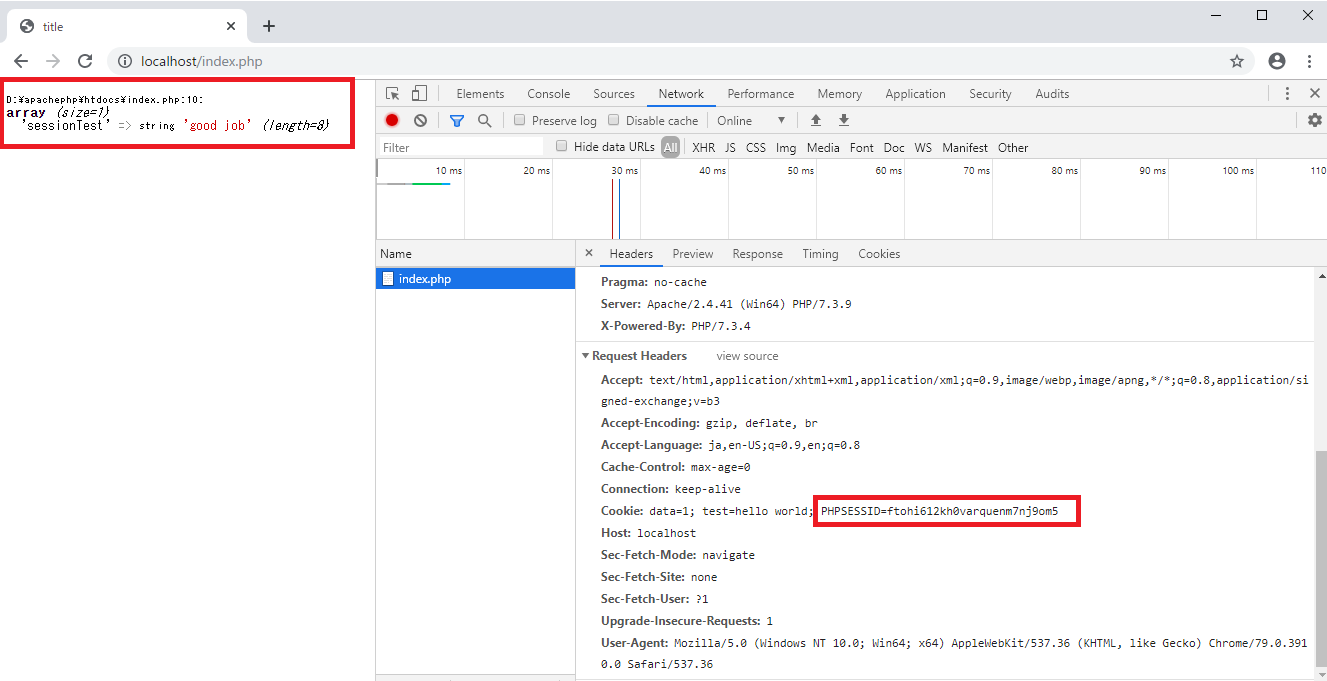 title
localhost/index.php
D:¥apachephp¥htdocs¥index.php:10:
array (size=1)
'sessionTest' => string 'good job' (length=8)
Elements Console Sources Network Performance Memory Application Security Audits
Preserve log Disable cache Online
Filter Hide data URLs All XHR JS CSS Img Media Font Doc WS Manifest Other
10 ms 20 ms 30 ms 40 ms 50 ms 60 ms 70 ms 80 ms 90 ms 100 ms 110
Name
index.php
Headers Preview Response Timing Cookies
Pragma: no-cache
Server: Apache/2.4.41 (Win64) PHP/7.3.9
X-Powered-By: PHP/7.3.4
Request Headers view source
Accept: text/html,application/xhtml+xml,application/xml;q=0.9,image/webp,image/apng,*/*;q=0.8,application/si
gned-exchange;v=b3
Accept-Encoding: gzip, deflate, br
Accept-Language: ja,en-US;q=0.9,en;q=0.8
Cache-Control: max-age=0
Connection: keep-alive
Cookie: data=1; test=hello world; PHPSESSID=ftohi612kh0varquenm7nj9om5
Host: localhost
Sec-Fetch-Mode: navigate
Sec-Fetch-Site: none
Sec-Fetch-User: ?1
Upgrade-Insecure-Requests: 1
User-Agent: Mozilla/5.0 (Windows NT 10.0; Win64; x64) AppleWebKit/537.36 (KHTML, like Gecko) Chrome/79.0.391
0.0 Safari/537.36